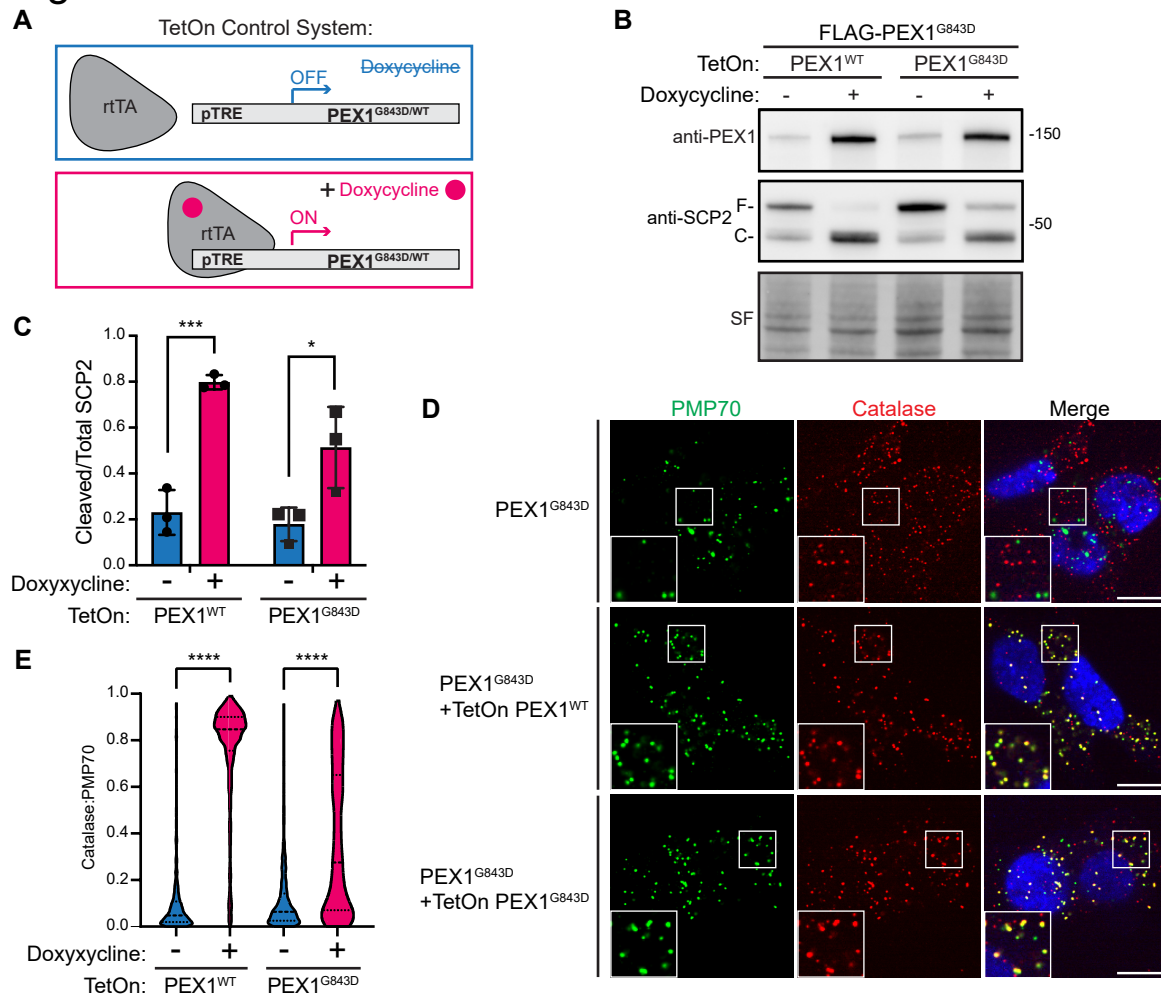 A
TetOn Control System:
Doxycycline
OFF
rtTA
pTRE
PEX1G843D/WT
+ Doxycycline
ON
rtTA
pTRE
PEX1G843D/WT
B
FLAG-PEX1G843D
TetOn: PEX1WT PEX1G843D
Doxycycline: - + - +
anti-PEX1
-150
anti-SCP2
F-
C-
-50
SF
C
Cleaved/Total SCP2
1.0
0.8
0.6
0.4
0.2
0.0
***
*
Doxyxycline: - + - +
TetOn: PEX1WT PEX1G843D
D
PMP70 Catalase Merge
PEX1G843D
PEX1G843D
+TetOn PEX1WT
PEX1G843D
+TetOn PEX1G843D
E
Catalase:PMP70
1.0
0.8
0.6
0.4
0.2
0.0
****
****
Doxyxycline: - + - +
TetOn: PEX1WT PEX1G843D